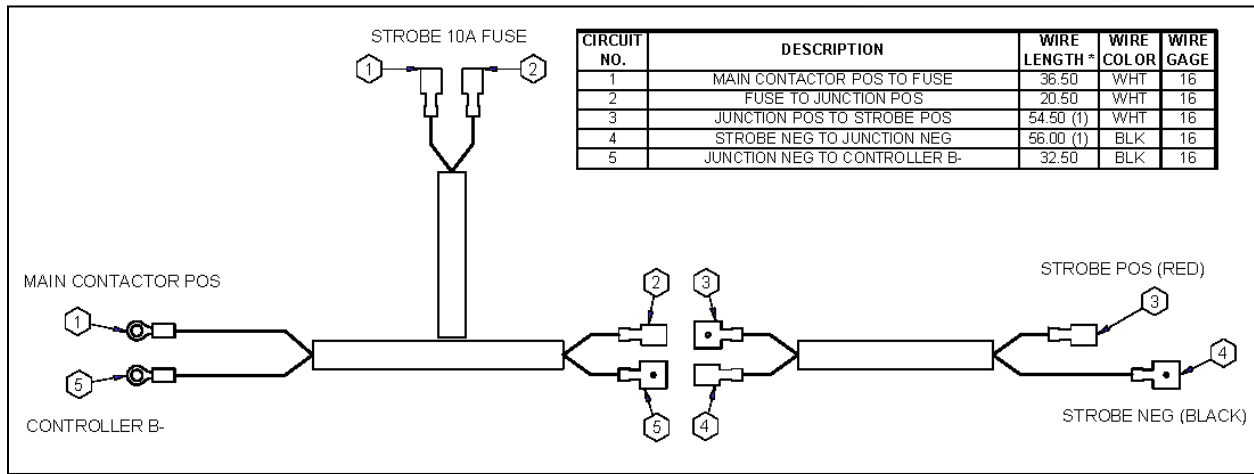 STROBE 10A FUSE
1
2
CIRCUIT NO. DESCRIPTION WIRE LENGTH * WIRE COLOR WIRE GAGE
1 MAIN CONTACTOR POS TO FUSE 36.50 WHT 16
2 FUSE TO JUNCTION POS 20.50 WHT 16
3 JUNCTION POS TO STROBE POS 54.50 (1) WHT 16
4 STROBE NEG TO JUNCTION NEG 56.00 (1) BLK 16
5 JUNCTION NEG TO CONTROLLER B- 32.50 BLK 16
MAIN CONTACTOR POS
1
5
CONTROLLER B-
2
3
5
4
STROBE POS (RED)
3
4
STROBE NEG (BLACK)